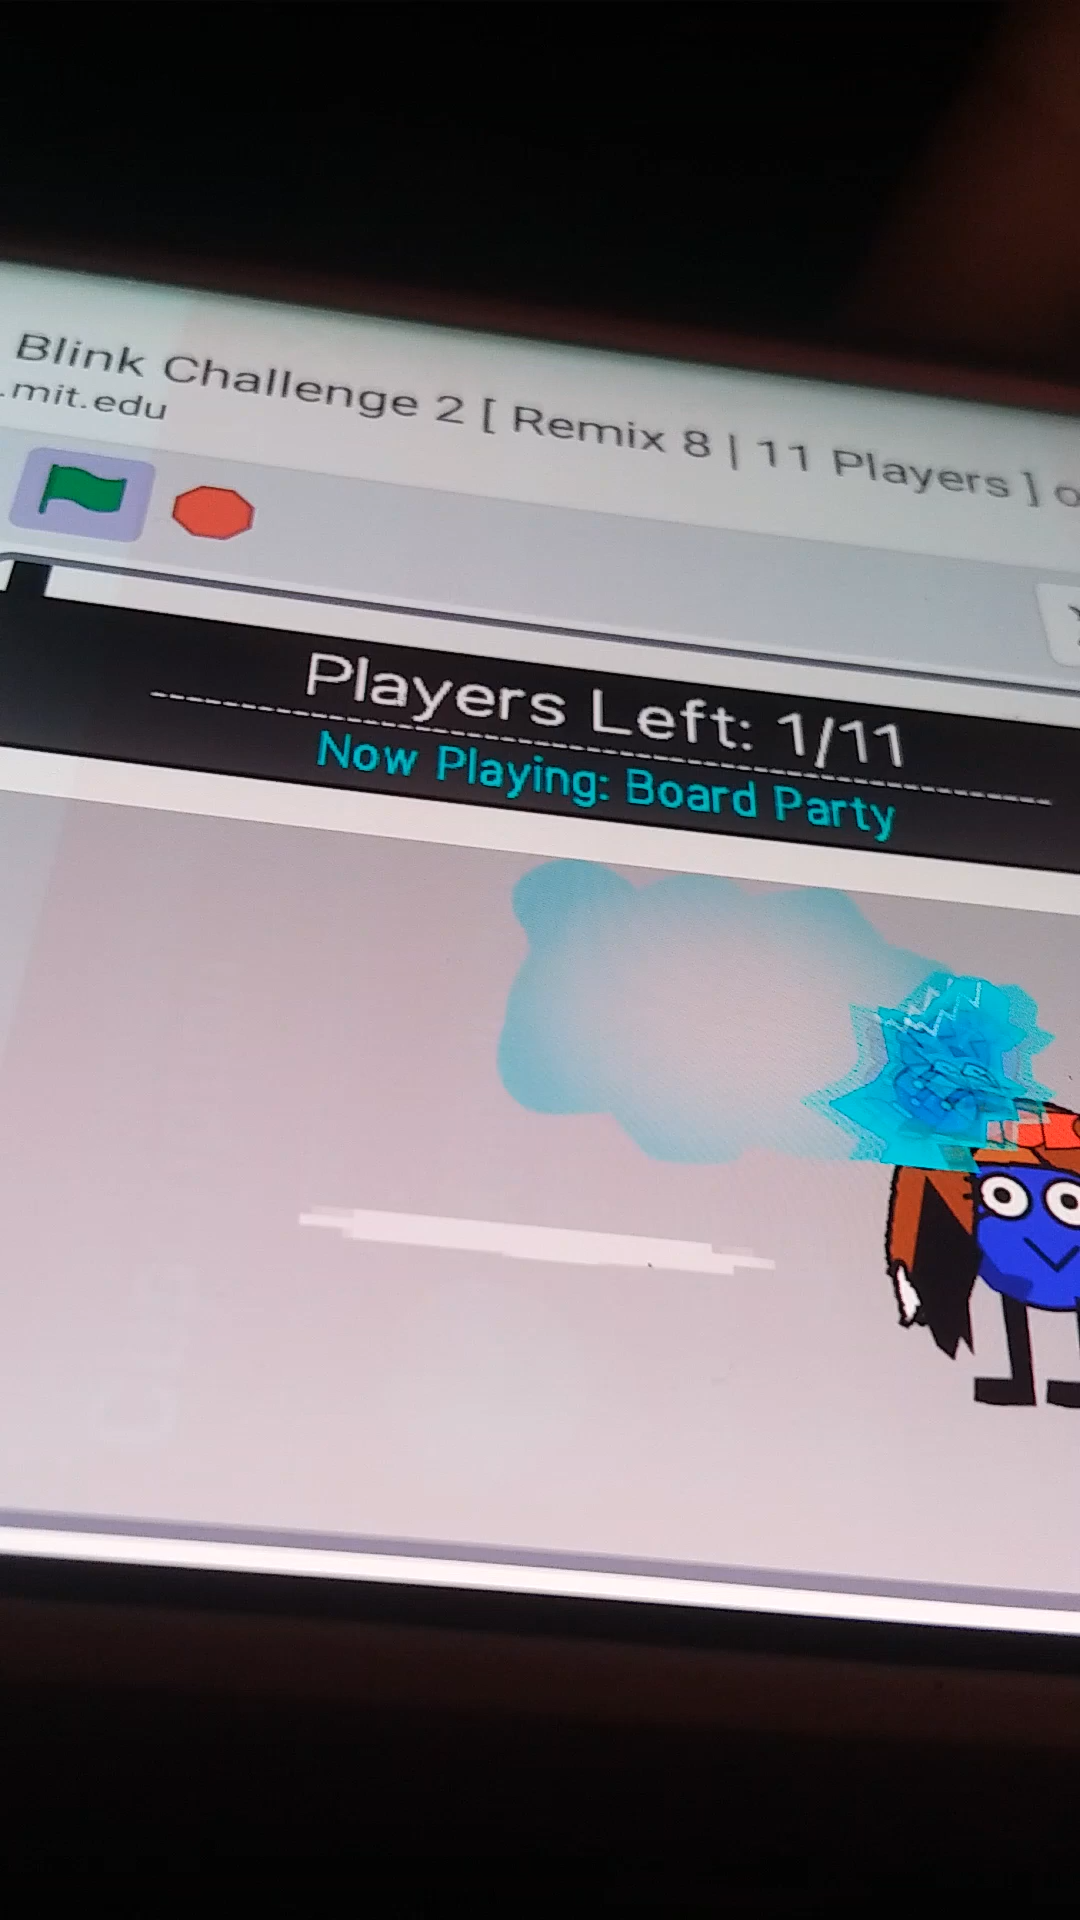 Blink Challenge 2 [ Remix 8 | 11 Players ]
.mit.edu
Players Left: 1/11
Now Playing: Board Party